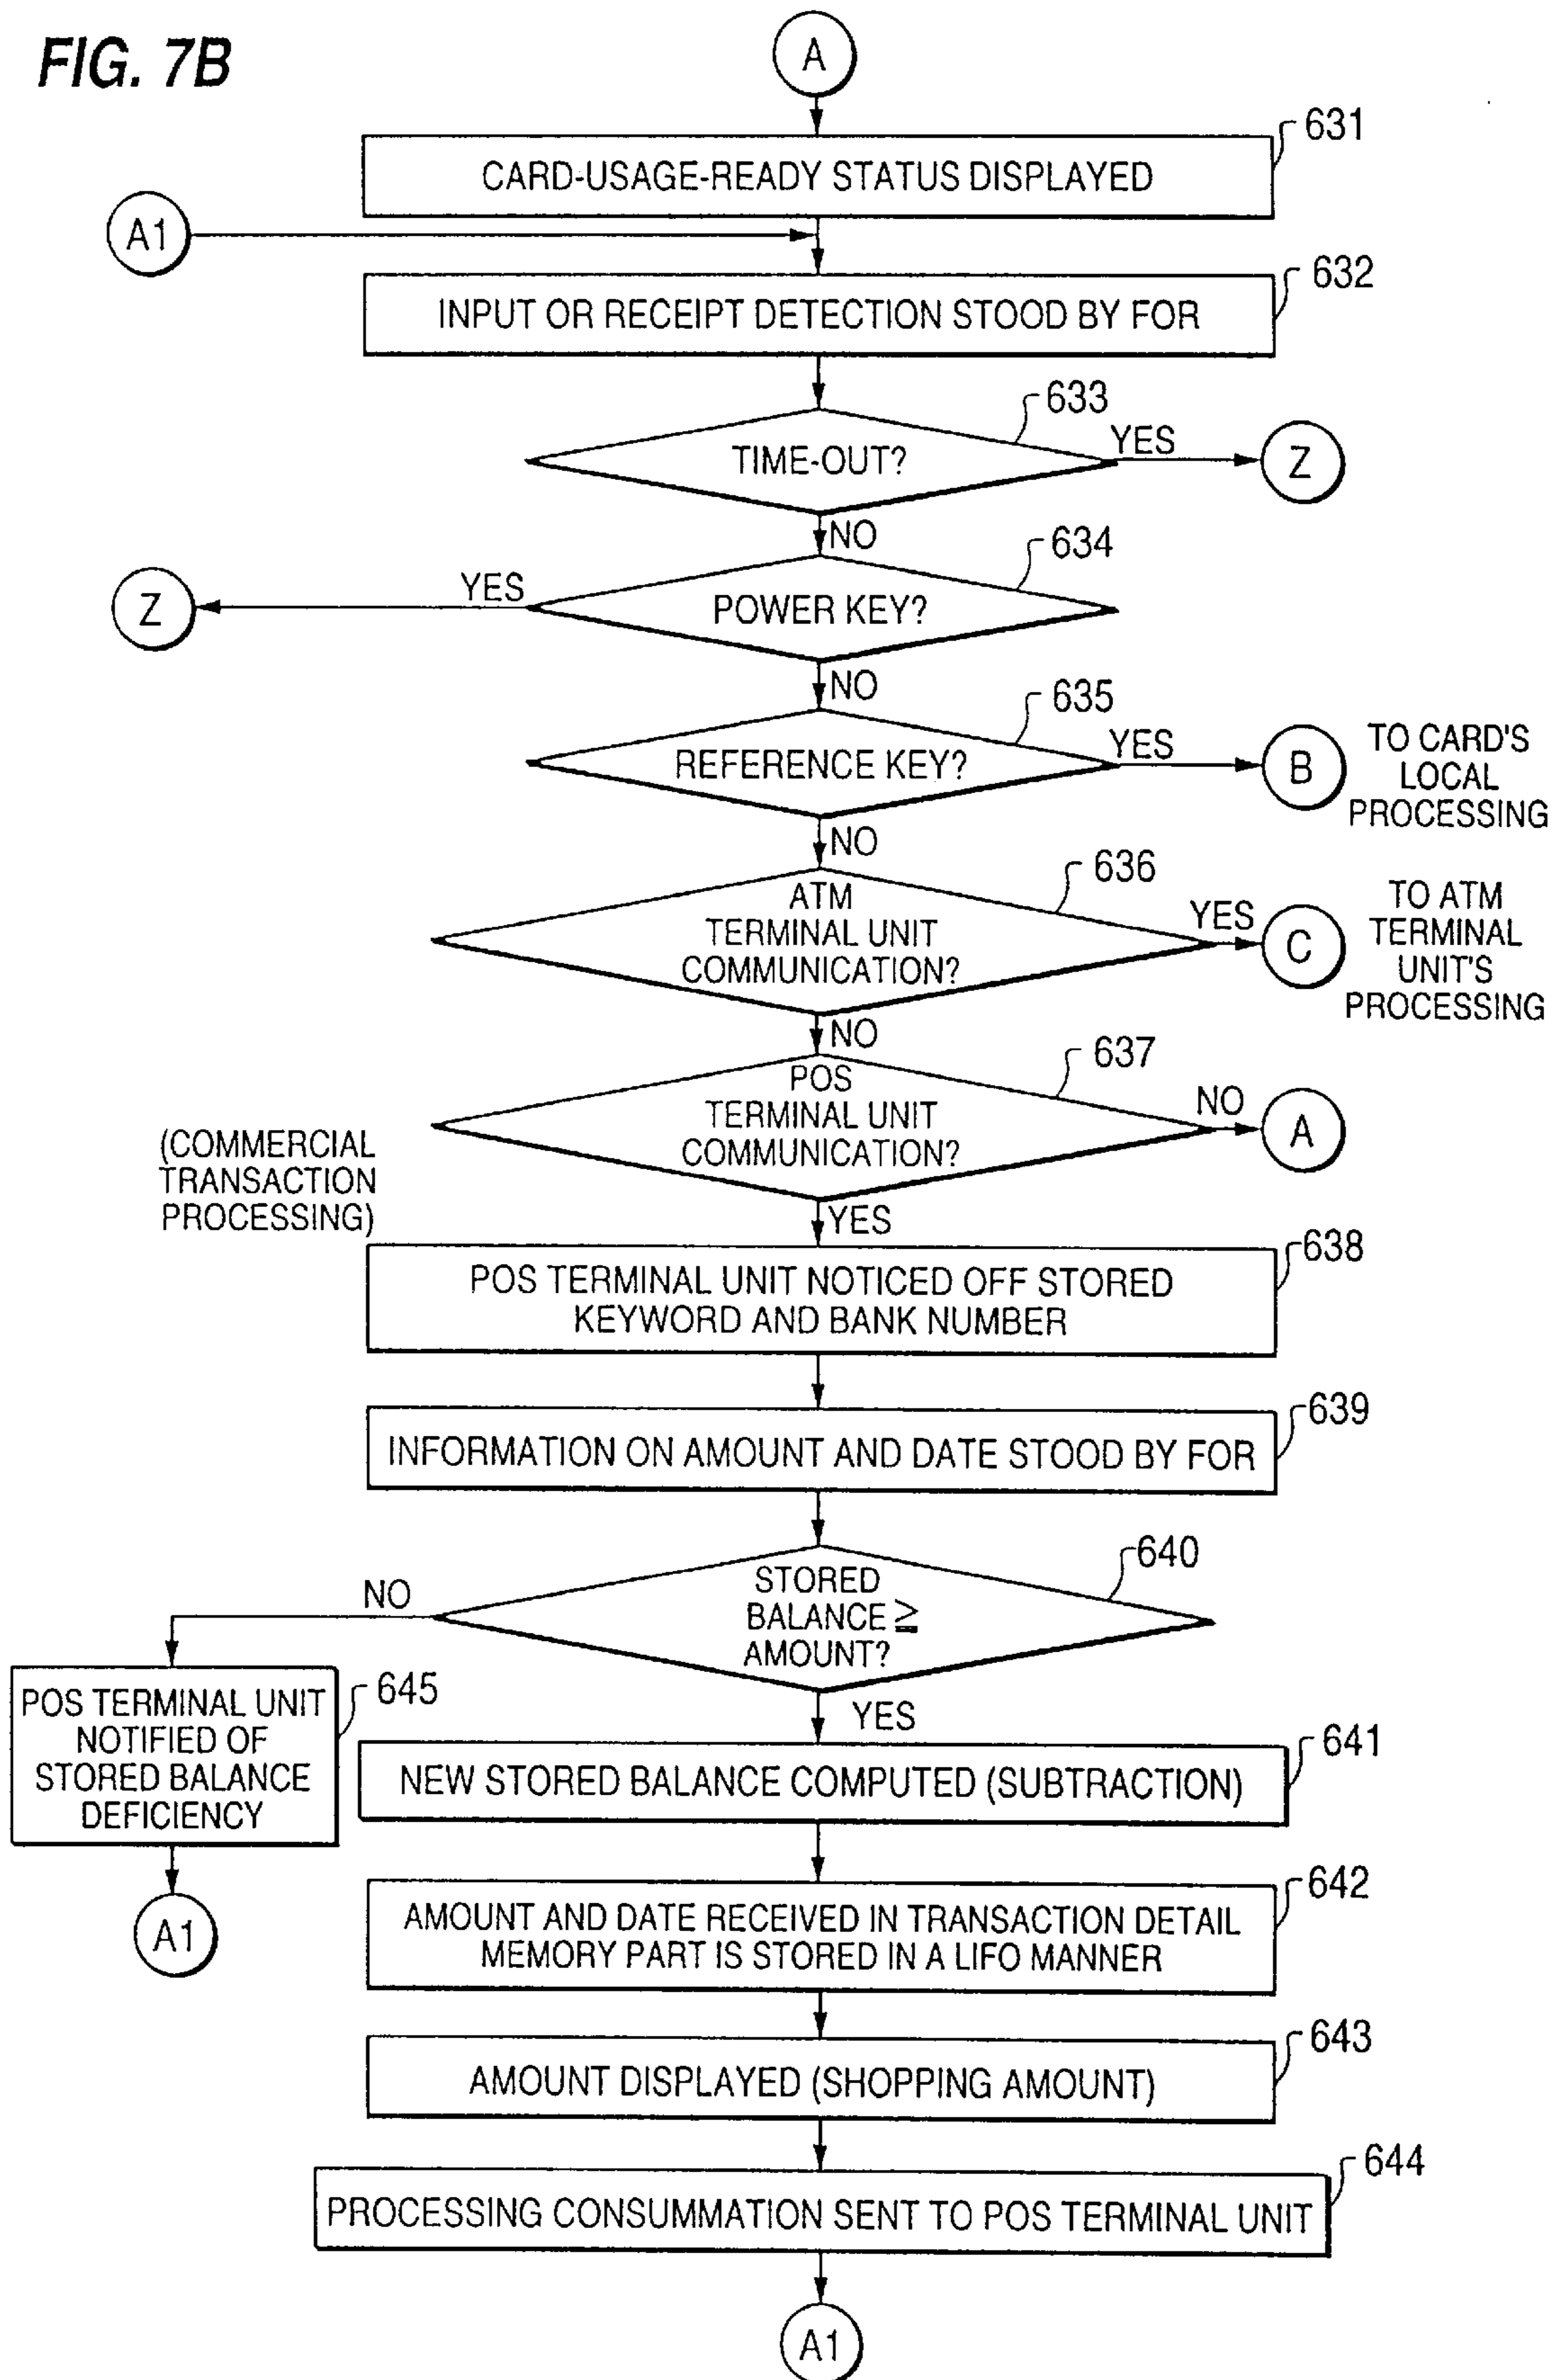 FIG. 7B
A
631
CARD-USAGE-READY STATUS DISPLAYED
A1
632
INPUT OR RECEIPT DETECTION STOOD BY FOR
633
TIME-OUT?
YES
Z
NO
634
POWER KEY?
YES
Z
NO
635
REFERENCE KEY?
YES
B
TO CARD'S
LOCAL
PROCESSING
NO
636
ATM
TERMINAL UNIT
COMMUNICATION?
YES
C
TO ATM
TERMINAL
UNIT'S
PROCESSING
NO
637
POS
TERMINAL UNIT
COMMUNICATION?
NO
A
(COMMERCIAL
TRANSACTION
PROCESSING)
YES
638
POS TERMINAL UNIT NOTICED OFF STORED
KEYWORD AND BANK NUMBER
639
INFORMATION ON AMOUNT AND DATE STOOD BY FOR
640
STORED
BALANCE ≧
AMOUNT?
NO
645
POS TERMINAL UNIT
NOTIFIED OF
STORED BALANCE
DEFICIENCY
A1
YES
641
NEW STORED BALANCE COMPUTED (SUBTRACTION)
642
AMOUNT AND DATE RECEIVED IN TRANSACTION DETAIL
MEMORY PART IS STORED IN A LIFO MANNER
643
AMOUNT DISPLAYED (SHOPPING AMOUNT)
644
PROCESSING CONSUMMATION SENT TO POS TERMINAL UNIT
A1